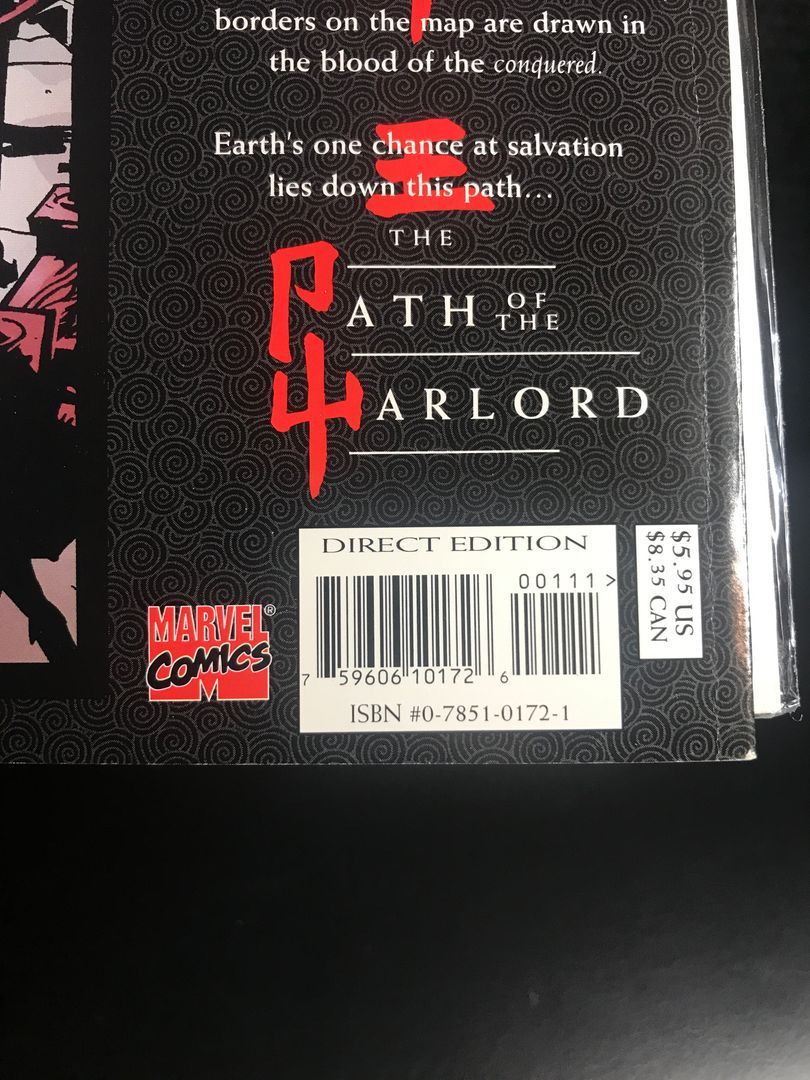 borders on the map are drawn in
the blood of the conquered.
Earth's one chance at salvation
lies down this path...
THE
PATH OF THE
WARLORD
DIRECT EDITION
00111 >
7 59606 10172 6
ISBN #0-7851-0172-1
$5.95 US
$8.35 CAN
MARVEL®
COMICS
M